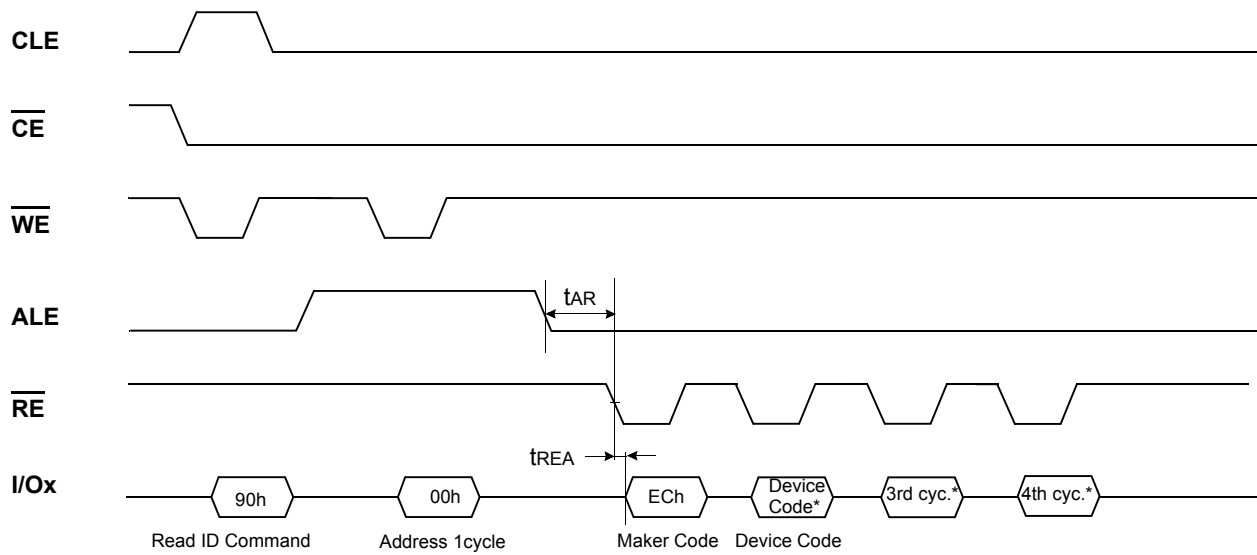 CLE
CE
WE
ALE
tAR
RE
tREA
I/Ox
90h
00h
ECh
Device
Code*
3rd cyc.*
4th cyc.*
Read ID Command
Address 1cycle
Maker Code
Device Code